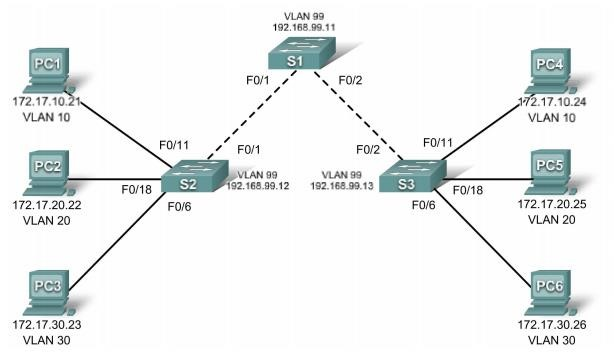 VLAN 99
192.168.99.11
S1
F0/1
F0/2
PC1
172.17.10.21
VLAN 10
PC4
172.17.10.24
VLAN 10
F0/11
F0/1
F0/2
F0/11
PC2
172.17.20.22
VLAN 20
F0/18
S2
F0/6
VLAN 99
192.168.99.12
VLAN 99
192.168.99.13
S3
F0/18
F0/6
PC5
172.17.20.25
VLAN 20
PC3
172.17.30.23
VLAN 30
PC6
172.17.30.26
VLAN 30